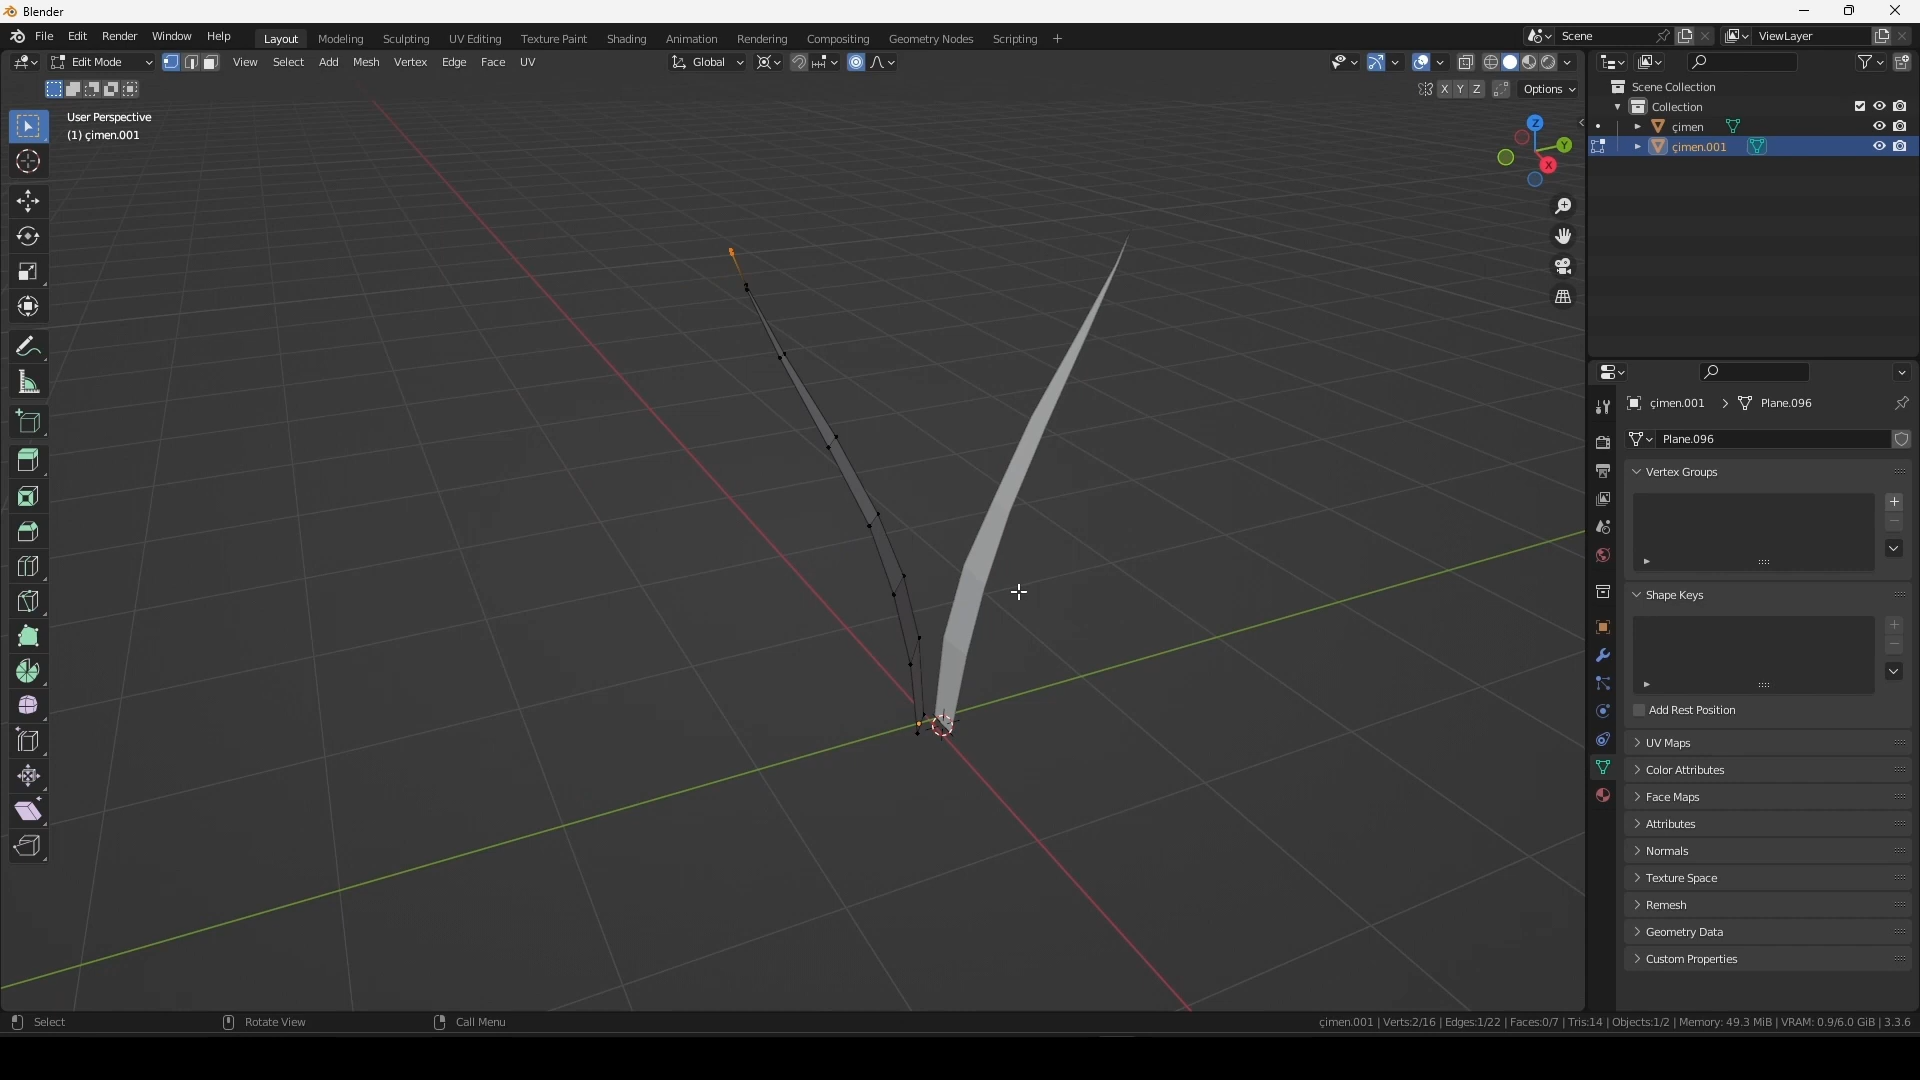 Blender
File Edit Render Window Help Layout Modeling Sculpting UV Editing Texture Paint Shading Animation Rendering Compositing Geometry Nodes Scripting + Scene ViewLayer
Edit Mode View Select Add Mesh Vertex Edge Face UV Global
X Y Z Options
User Perspective
(1) çimen.001
Z
Y
X
Scene Collection
Collection
çimen
çimen.001
çimen.001 > Plane.096
Plane.096
Vertex Groups
Shape Keys
Add Rest Position
UV Maps
Color Attributes
Face Maps
Attributes
Normals
Texture Space
Remesh
Geometry Data
Custom Properties
Select Rotate View Call Menu çimen.001 | Verts:2/16 | Edges:1/22 | Faces:0/7 | Tris:14 | Objects:1/2 | Memory: 49.3 MiB | VRAM: 0.9/6.0 GiB | 3.3.6